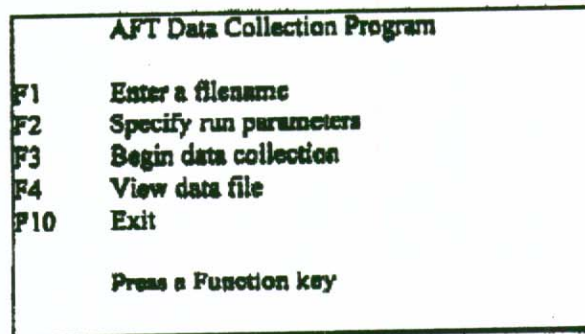 AFT Data Collection Program
F1 Enter a filename
F2 Specify run parameters
F3 Begin data collection
F4 View data file
F10 Exit
Press a Function key